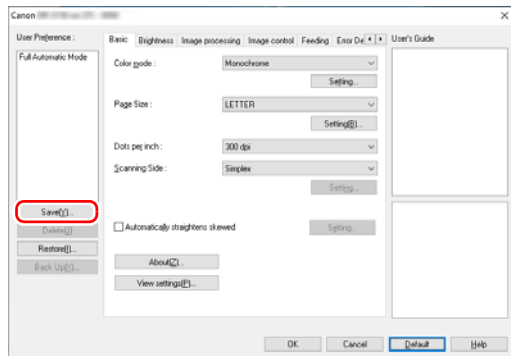 Canon
User Preference :
Full Automatic Mode
Save(Y)...
Delete(J)
Restore(I)...
Back Up(X)...
Basic Brightness Image processing Image control Feeding Error De
Color mode : Monochrome
Setting...
Page Size : LETTER
Setting(B)...
Dots per inch : 300 dpi
Scanning Side : Simplex
Setting...
Automatically straightens skewed Setting...
About(Z)...
View settings(P)...
User's Guide
OK Cancel Default Help